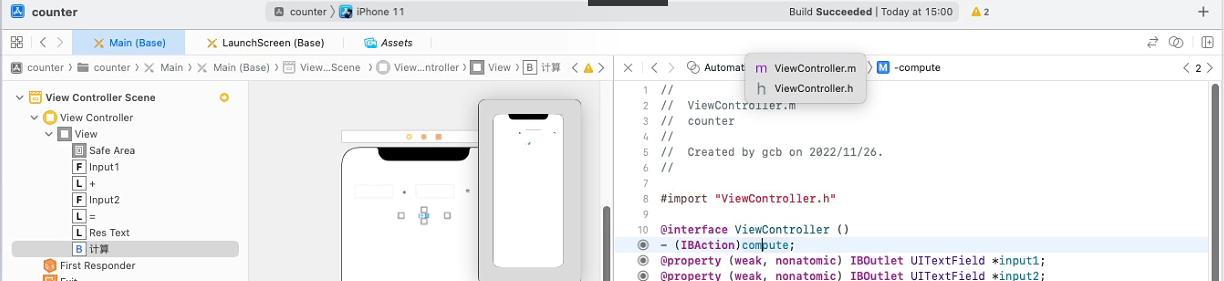 counter
counter
iPhone 11
Build Succeeded | Today at 15:00
2
Main (Base)
LaunchScreen (Base)
Assets
counter
counter
Main
Main (Base)
View...Scene
View...ntroller
View
B 计算
View Controller Scene
View Controller
View
Safe Area
F Input1
L +
F Input2
L =
L Res Text
B 计算
First Responder
+
=
m ViewController.m
h ViewController.h
M -compute
2
1 //
2 // ViewController.m
3 // counter
4 //
5 // Created by gcb on 2022/11/26.
6 //
7
8 #import "ViewController.h"
9
10 @interface ViewController ()
- (IBAction)compute;
@property (weak, nonatomic) IBOutlet UITextField *input1;
@property (weak, nonatomic) IBOutlet UITextField *input2;